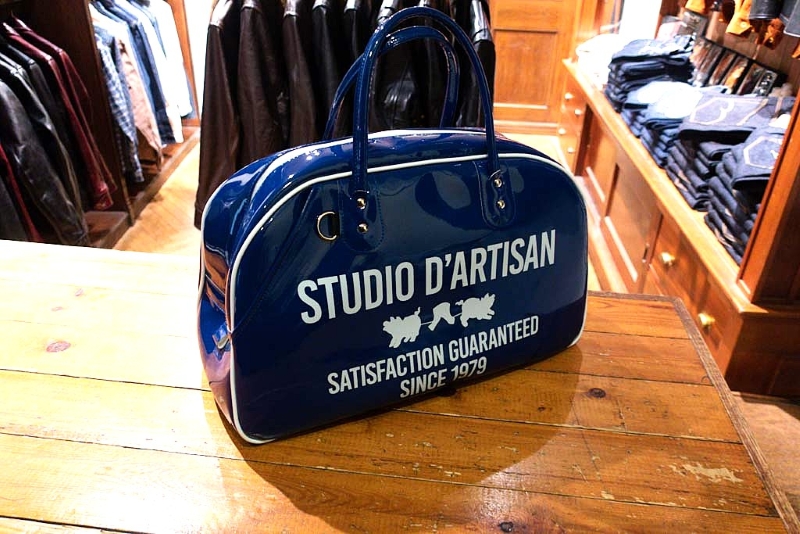 STUDIO D'ARTISAN
SATISFACTION GUARANTEED
SINCE 1979